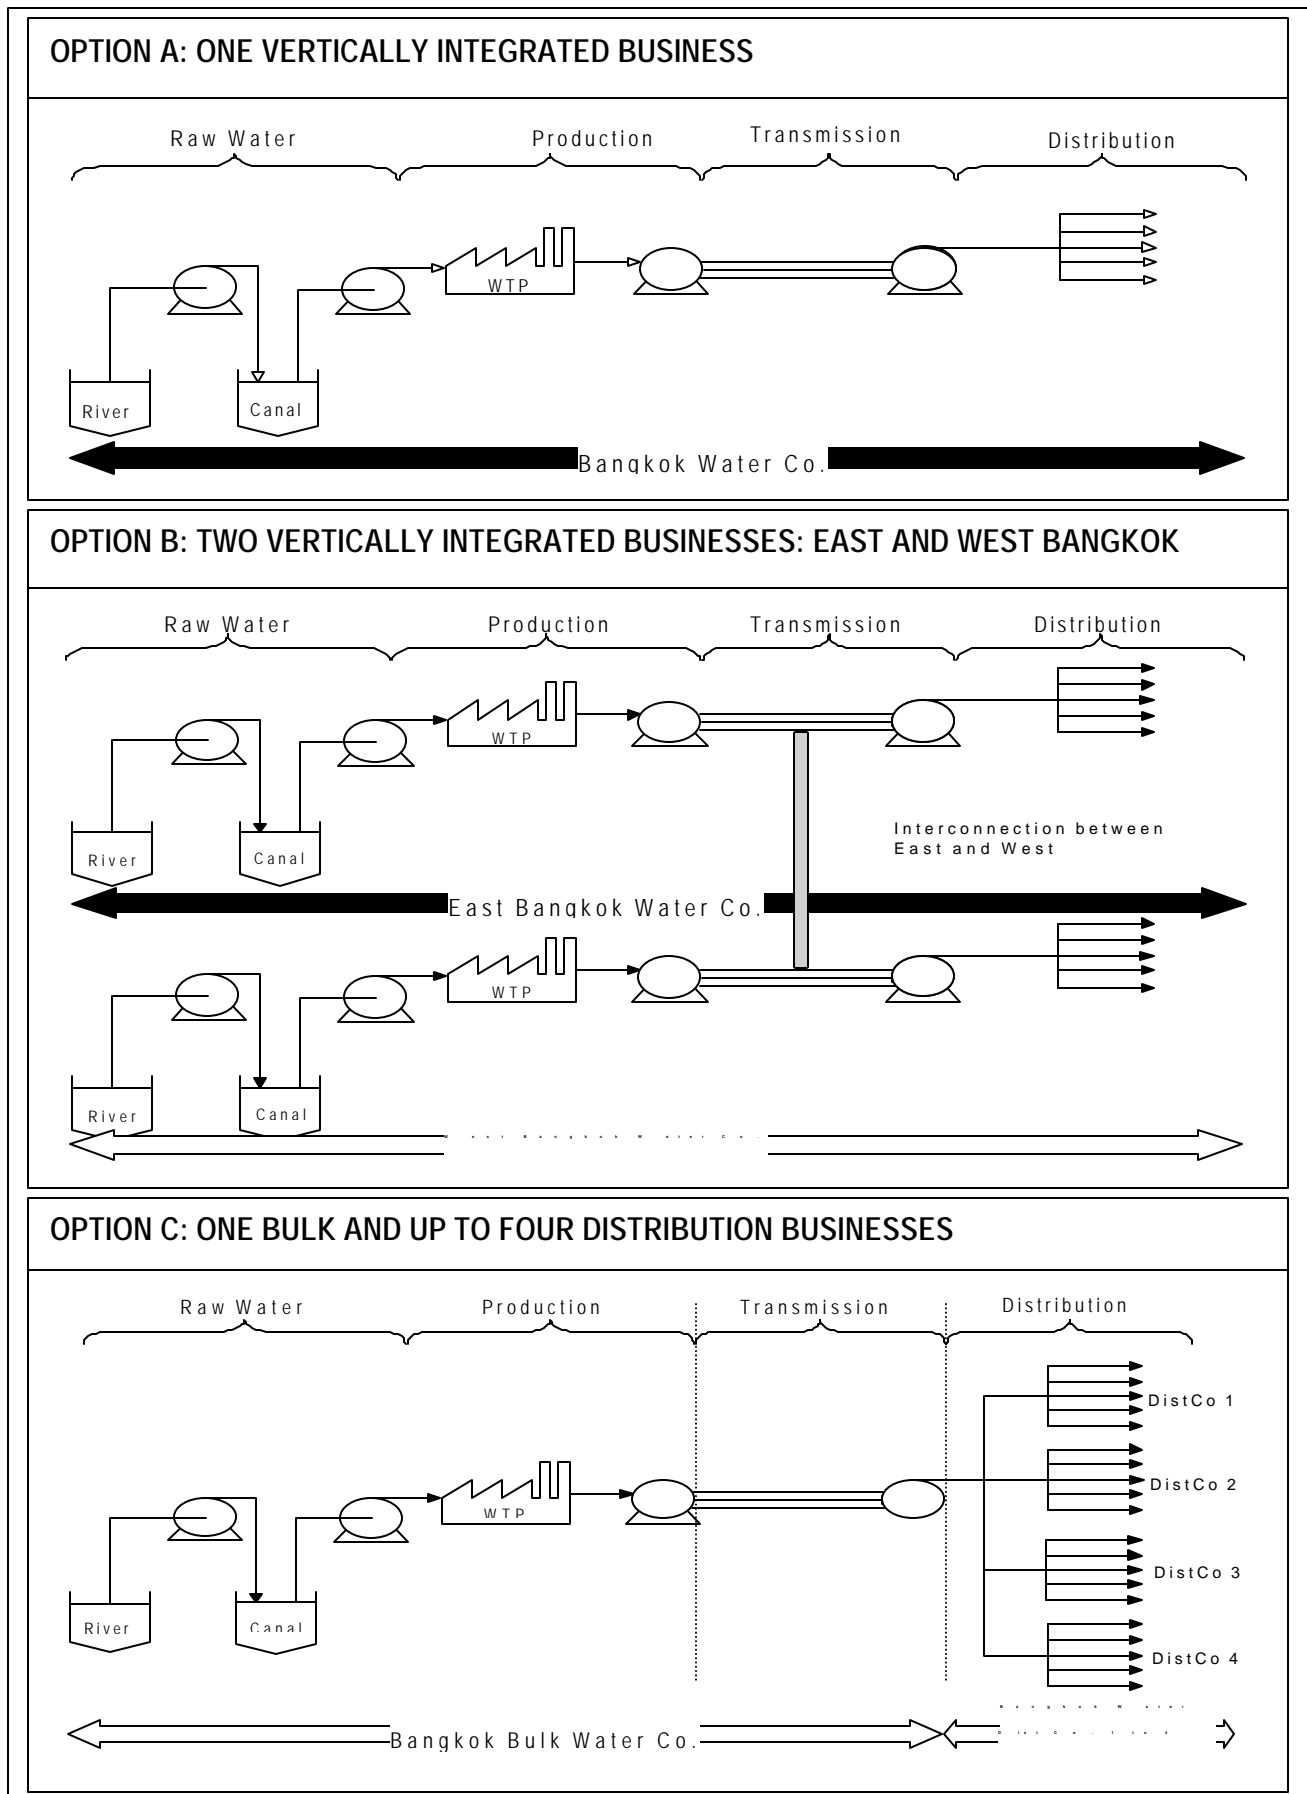 OPTION A: ONE VERTICALLY INTEGRATED BUSINESS
Raw Water
Production
Transmission
Distribution
WTP
River
Canal
Bangkok Water Co.
OPTION B: TWO VERTICALLY INTEGRATED BUSINESSES: EAST AND WEST BANGKOK
Raw Water
Production
Transmission
Distribution
WTP
Interconnection between
East and West
River
Canal
East Bangkok Water Co.
WTP
River
Canal
OPTION C: ONE BULK AND UP TO FOUR DISTRIBUTION BUSINESSES
Raw Water
Production
Transmission
Distribution
DistCo 1
DistCo 2
WTP
DistCo 3
River
Canal
DistCo 4
Bangkok Bulk Water Co.